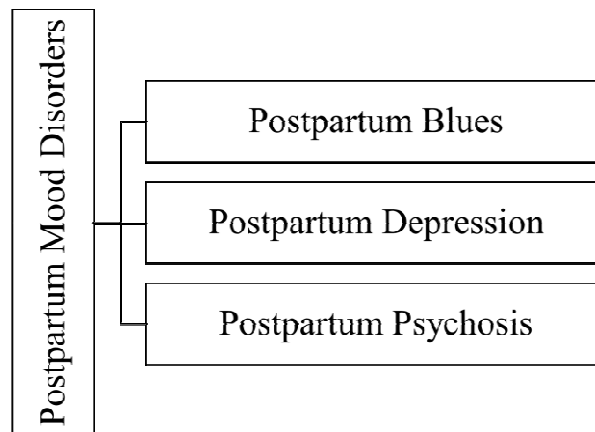 Postpartum Mood Disorders
Postpartum Blues
Postpartum Depression
Postpartum Psychosis